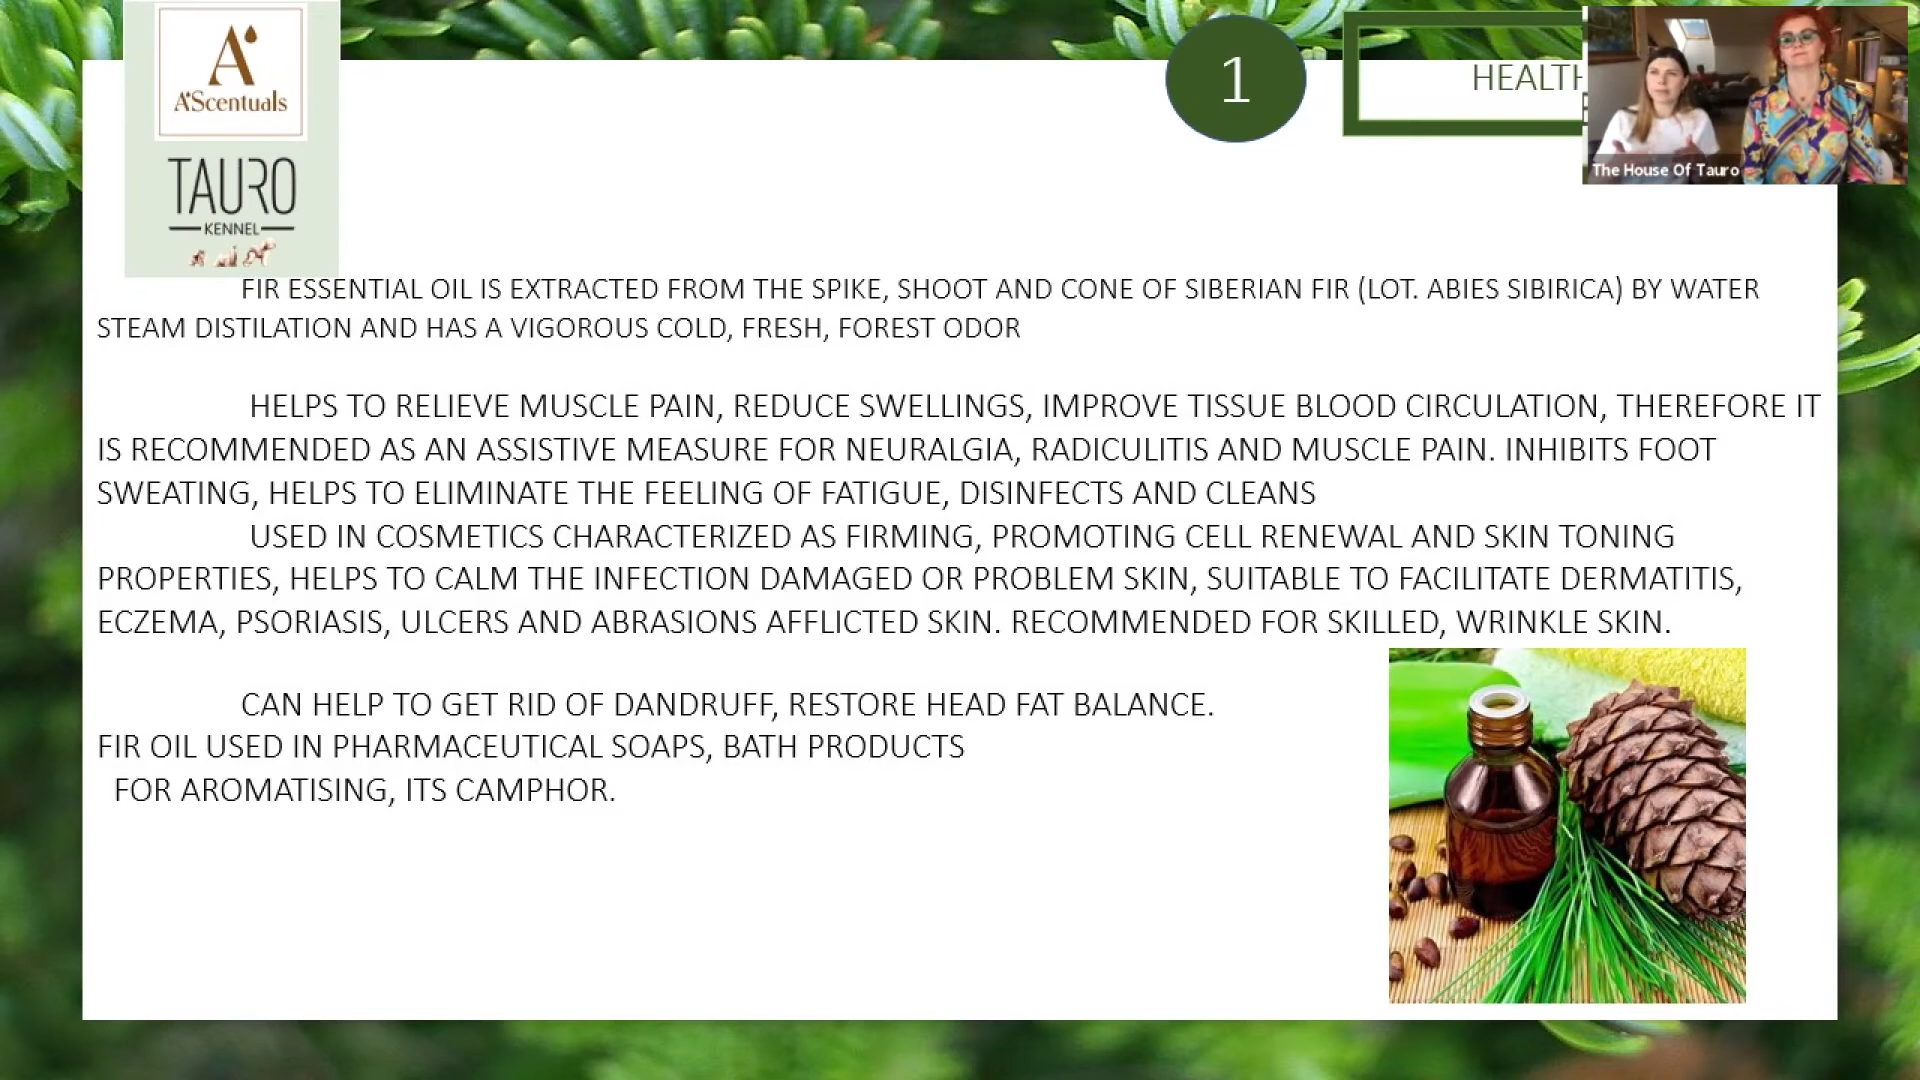 A
A'Scentuals
TAURO
KENNEL
1
HEALTH
The House Of Tauro
FIR ESSENTIAL OIL IS EXTRACTED FROM THE SPIKE, SHOOT AND CONE OF SIBERIAN FIR (LOT. ABIES SIBIRICA) BY WATER
STEAM DISTILATION AND HAS A VIGOROUS COLD, FRESH, FOREST ODOR
HELPS TO RELIEVE MUSCLE PAIN, REDUCE SWELLINGS, IMPROVE TISSUE BLOOD CIRCULATION, THEREFORE IT
IS RECOMMENDED AS AN ASSISTIVE MEASURE FOR NEURALGIA, RADICULITIS AND MUSCLE PAIN. INHIBITS FOOT
SWEATING, HELPS TO ELIMINATE THE FEELING OF FATIGUE, DISINFECTS AND CLEANS
USED IN COSMETICS CHARACTERIZED AS FIRMING, PROMOTING CELL RENEWAL AND SKIN TONING
PROPERTIES, HELPS TO CALM THE INFECTION DAMAGED OR PROBLEM SKIN, SUITABLE TO FACILITATE DERMATITIS,
ECZEMA, PSORIASIS, ULCERS AND ABRASIONS AFFLICTED SKIN. RECOMMENDED FOR SKILLED, WRINKLE SKIN.
CAN HELP TO GET RID OF DANDRUFF, RESTORE HEAD FAT BALANCE.
FIR OIL USED IN PHARMACEUTICAL SOAPS, BATH PRODUCTS
FOR AROMATISING, ITS CAMPHOR.